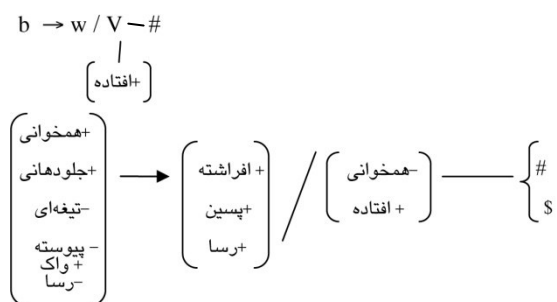 b → w / V — #
+افتاده
+همخوانی
+جلودهانی
−تیغه‌ای
− پیوسته
+ واک
−رسا
→
+ افراشته
+پسین
+رسا
/
−همخوانی
+ افتاده
#
$